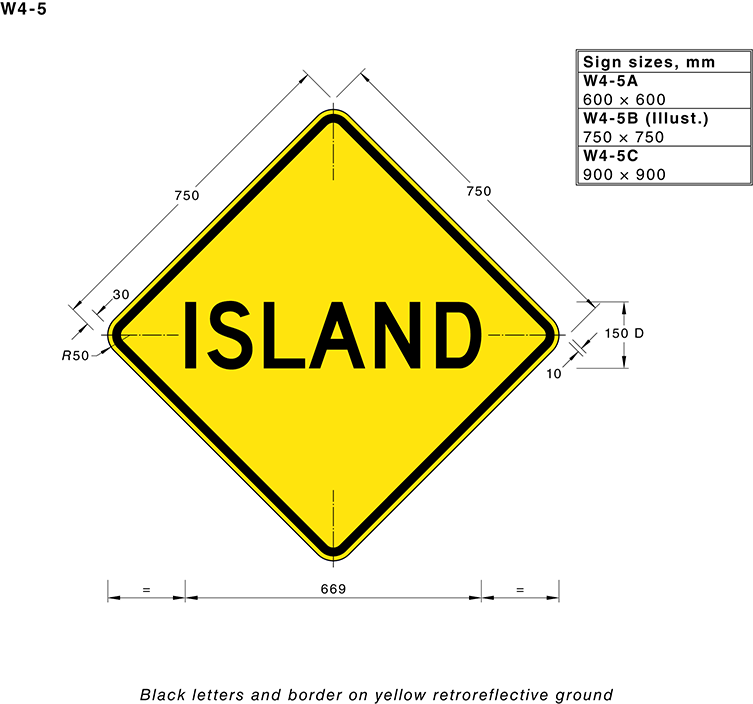 W4-5
Sign sizes, mm
W4-5A
600 × 600
W4-5B (Illust.)
750 × 750
W4-5C
900 × 900
750
750
30
ISLAND
150 D
R50
10
=
669
=
Black letters and border on yellow retroreflective ground